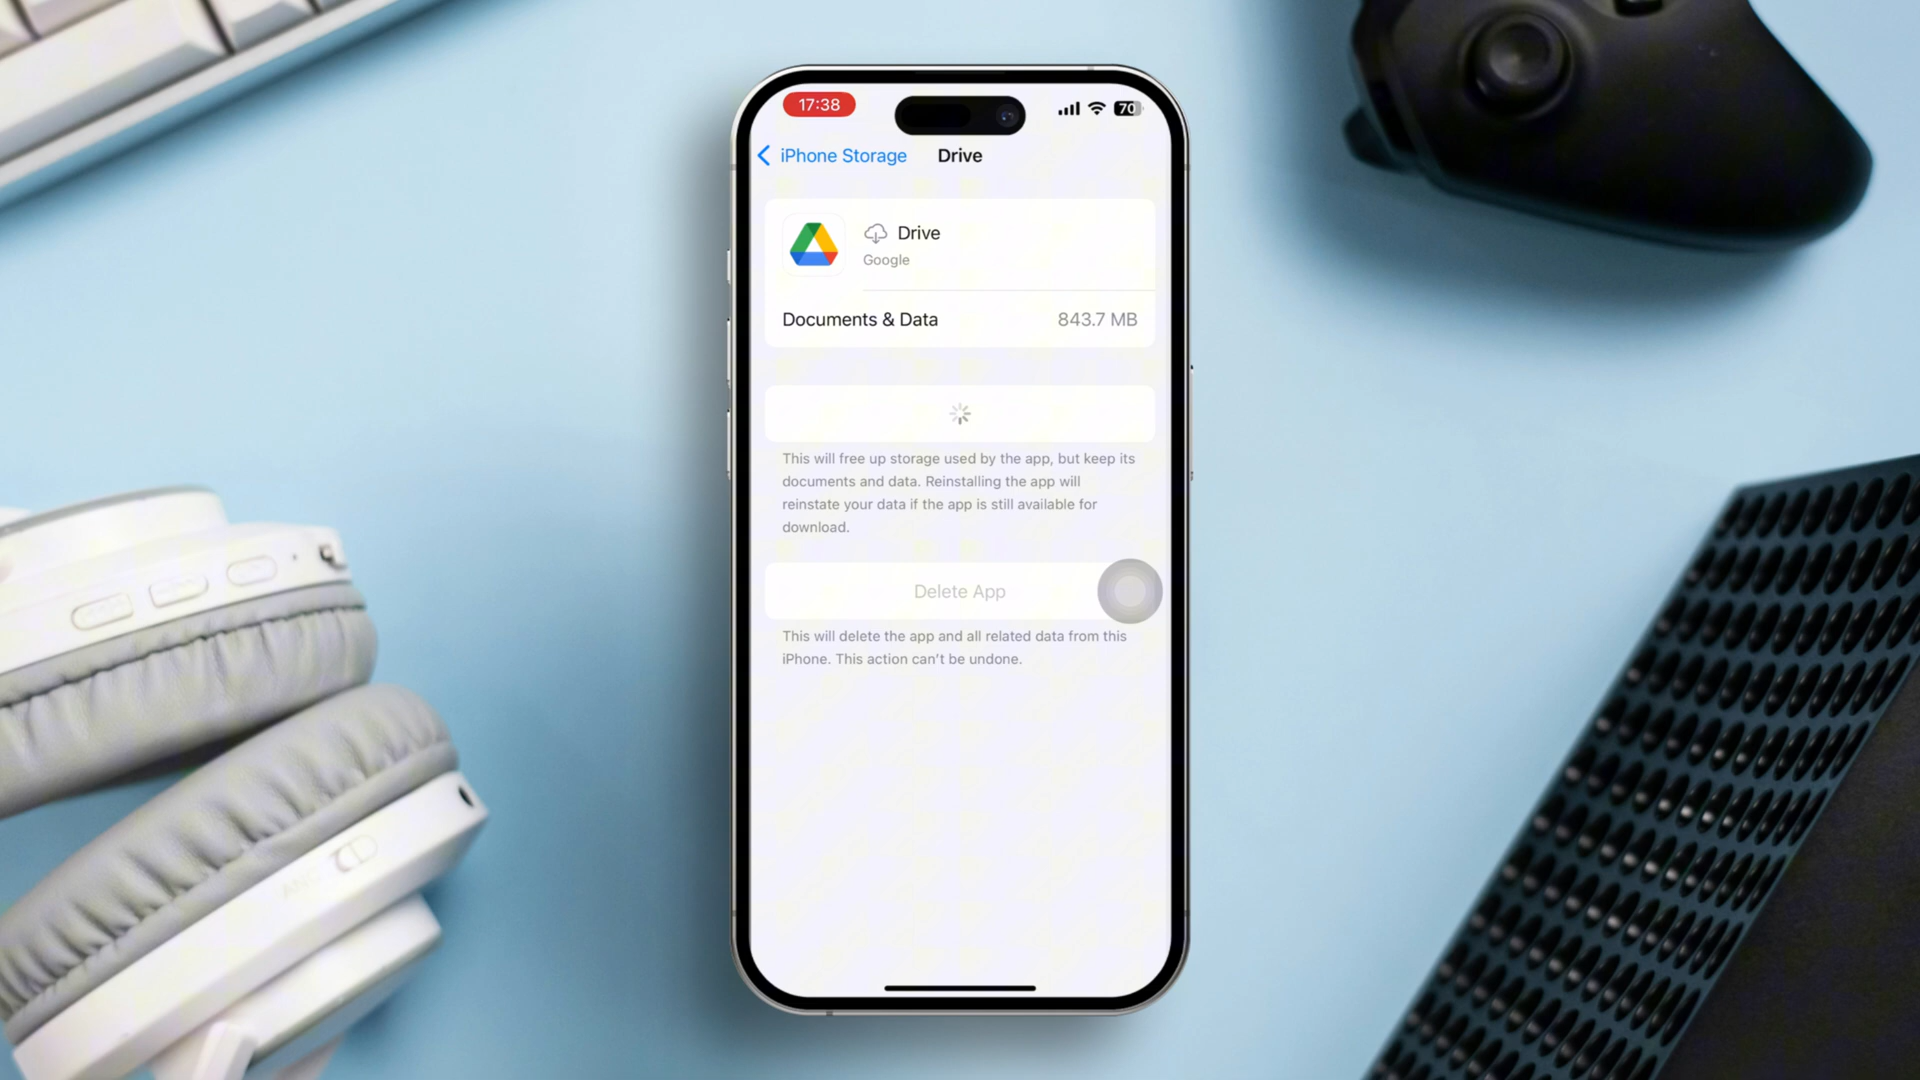 17:38
70
iPhone Storage
Drive
Drive
Google
Documents & Data
843.7 MB
This will free up storage used by the app, but keep its
documents and data. Reinstalling the app will
reinstate your data if the app is still available for
download.
Delete App
This will delete the app and all related data from this
iPhone. This action can't be undone.
ANC